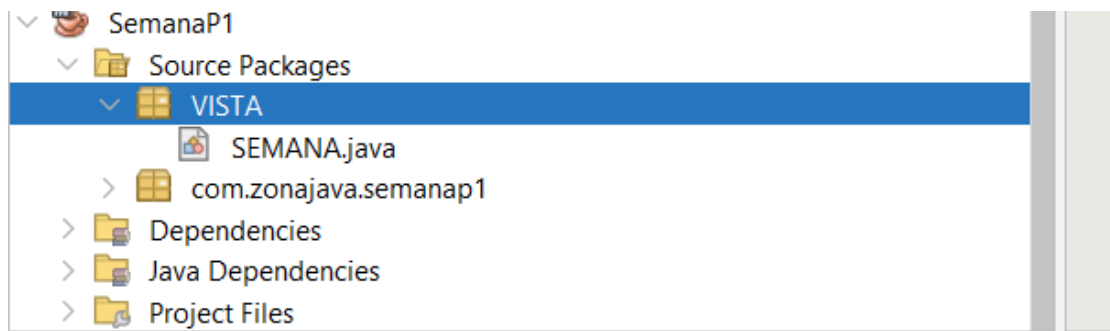 SemanaP1
Source Packages
VISTA
SEMANA.java
com.zonajava.semanap1
Dependencies
Java Dependencies
Project Files